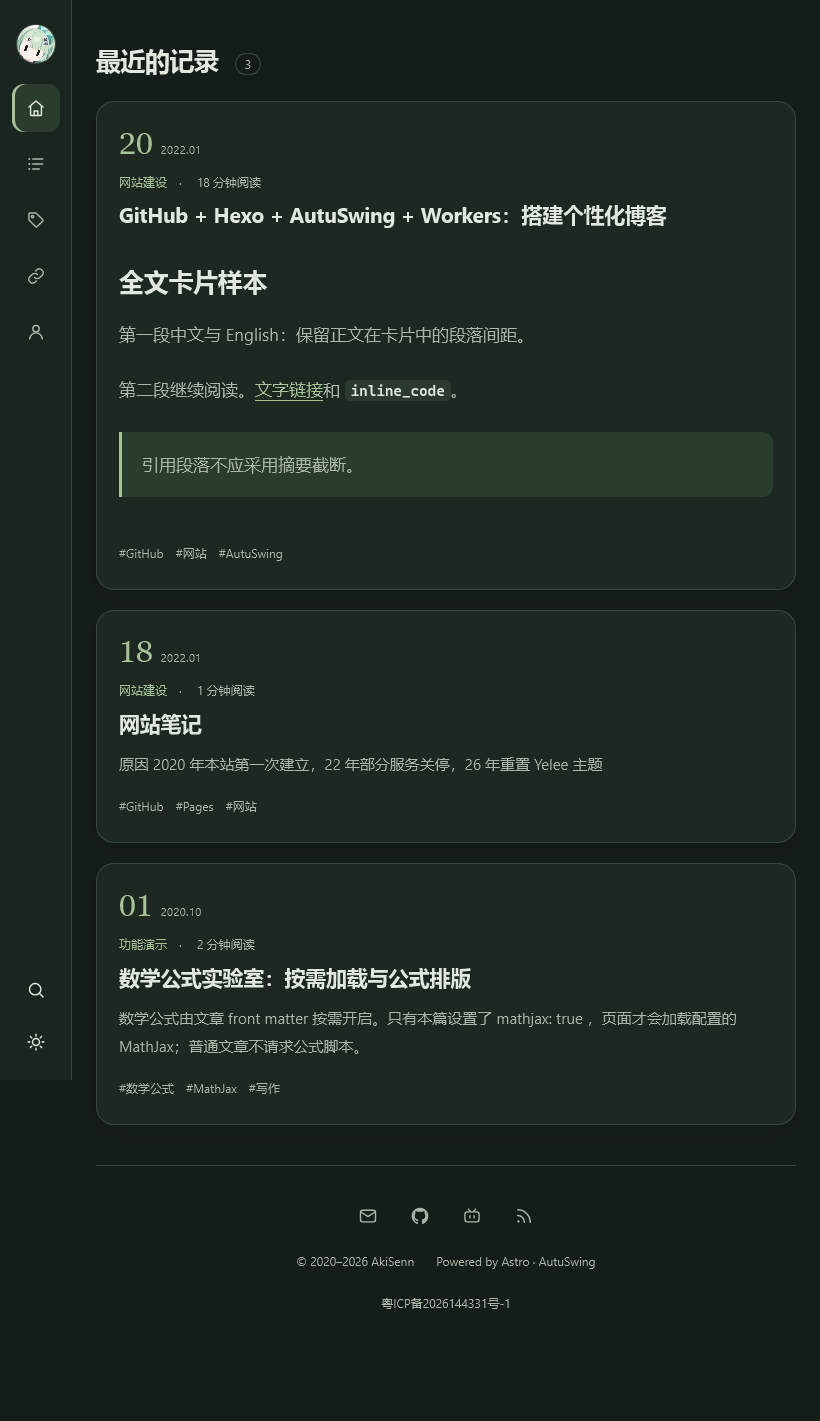 最近的记录 3
20 2022.01
网站建设 · 18 分钟阅读
GitHub + Hexo + AutuSwing + Workers：搭建个性化博客
全文卡片样本
第一段中文与 English：保留正文在卡片中的段落间距。
第二段继续阅读。文字链接和 inline_code。
引用段落不应采用摘要截断。
#GitHub #网站 #AutuSwing
18 2022.01
网站建设 · 1 分钟阅读
网站笔记
原因 2020 年本站第一次建立，22 年部分服务关停，26 年重置 Yelee 主题
#GitHub #Pages #网站
01 2020.10
功能演示 · 2 分钟阅读
数学公式实验室：按需加载与公式排版
数学公式由文章 front matter 按需开启。只有本篇设置了 mathjax: true ，页面才会加载配置的
MathJax；普通文章不请求公式脚本。
#数学公式 #MathJax #写作
© 2020–2026 AkiSenn Powered by Astro · AutuSwing
粤ICP备2026144331号-1